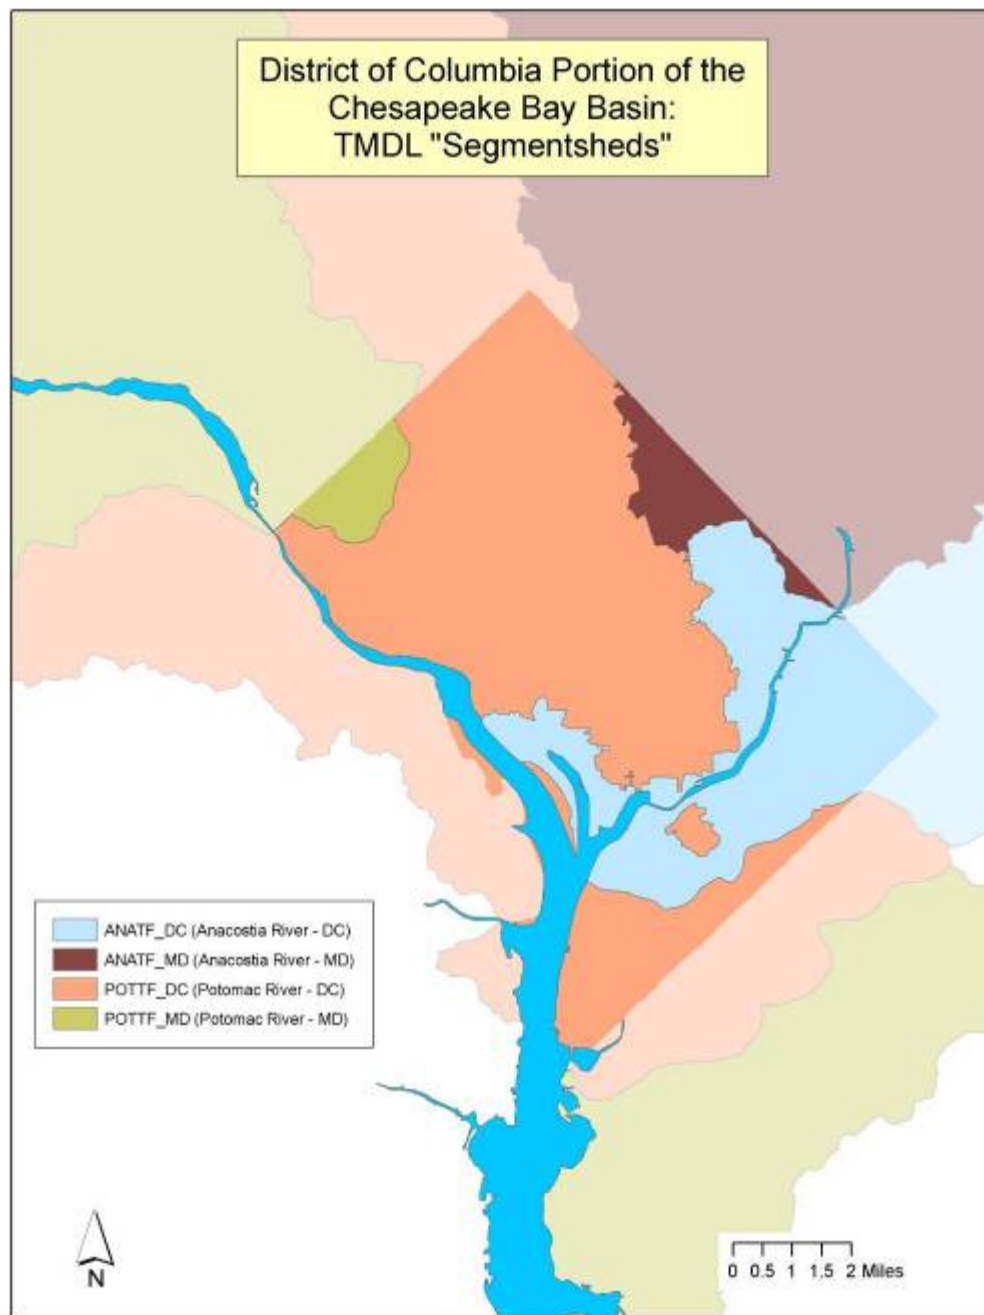 District of Columbia Portion of the
Chesapeake Bay Basin:
TMDL "Segmentsheds"
ANATF_DC (Anacostia River - DC)
ANATF_MD (Anacostia River - MD)
POTTF_DC (Potomac River - DC)
POTTF_MD (Potomac River - MD)
N
0 0.5 1 1.5 2 Miles